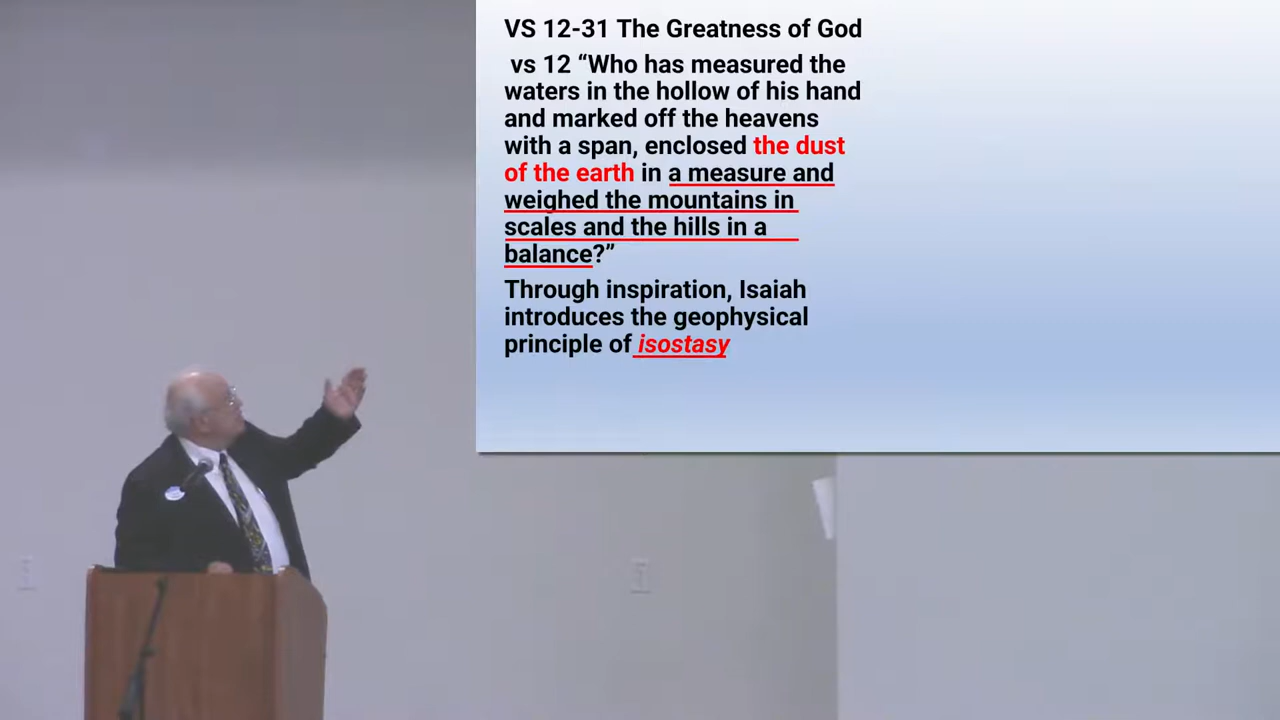 VS 12-31 The Greatness of God
vs 12 “Who has measured the
waters in the hollow of his hand
and marked off the heavens
with a span, enclosed the dust
of the earth in a measure and
weighed the mountains in
scales and the hills in a
balance?”
Through inspiration, Isaiah
introduces the geophysical
principle of isostasy